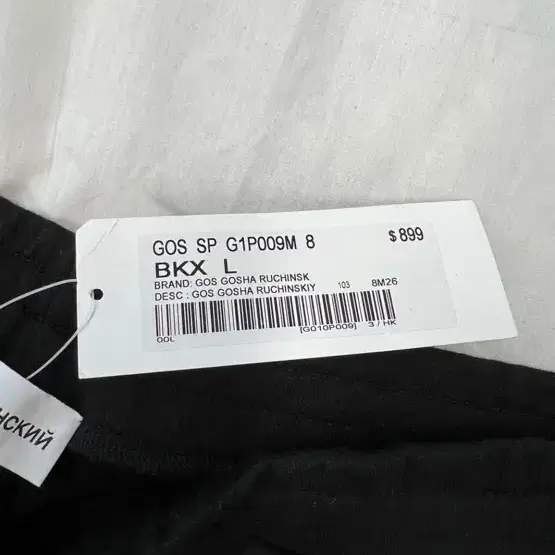 GOS SP G1P009M 8 $899
BKX L
BRAND: GOS GOSHA RUCHINSK
DESC : GOS GOSHA RUCHINSKIY 103 8M26
00L [G010P009] 3 / HK
НСКИЙ